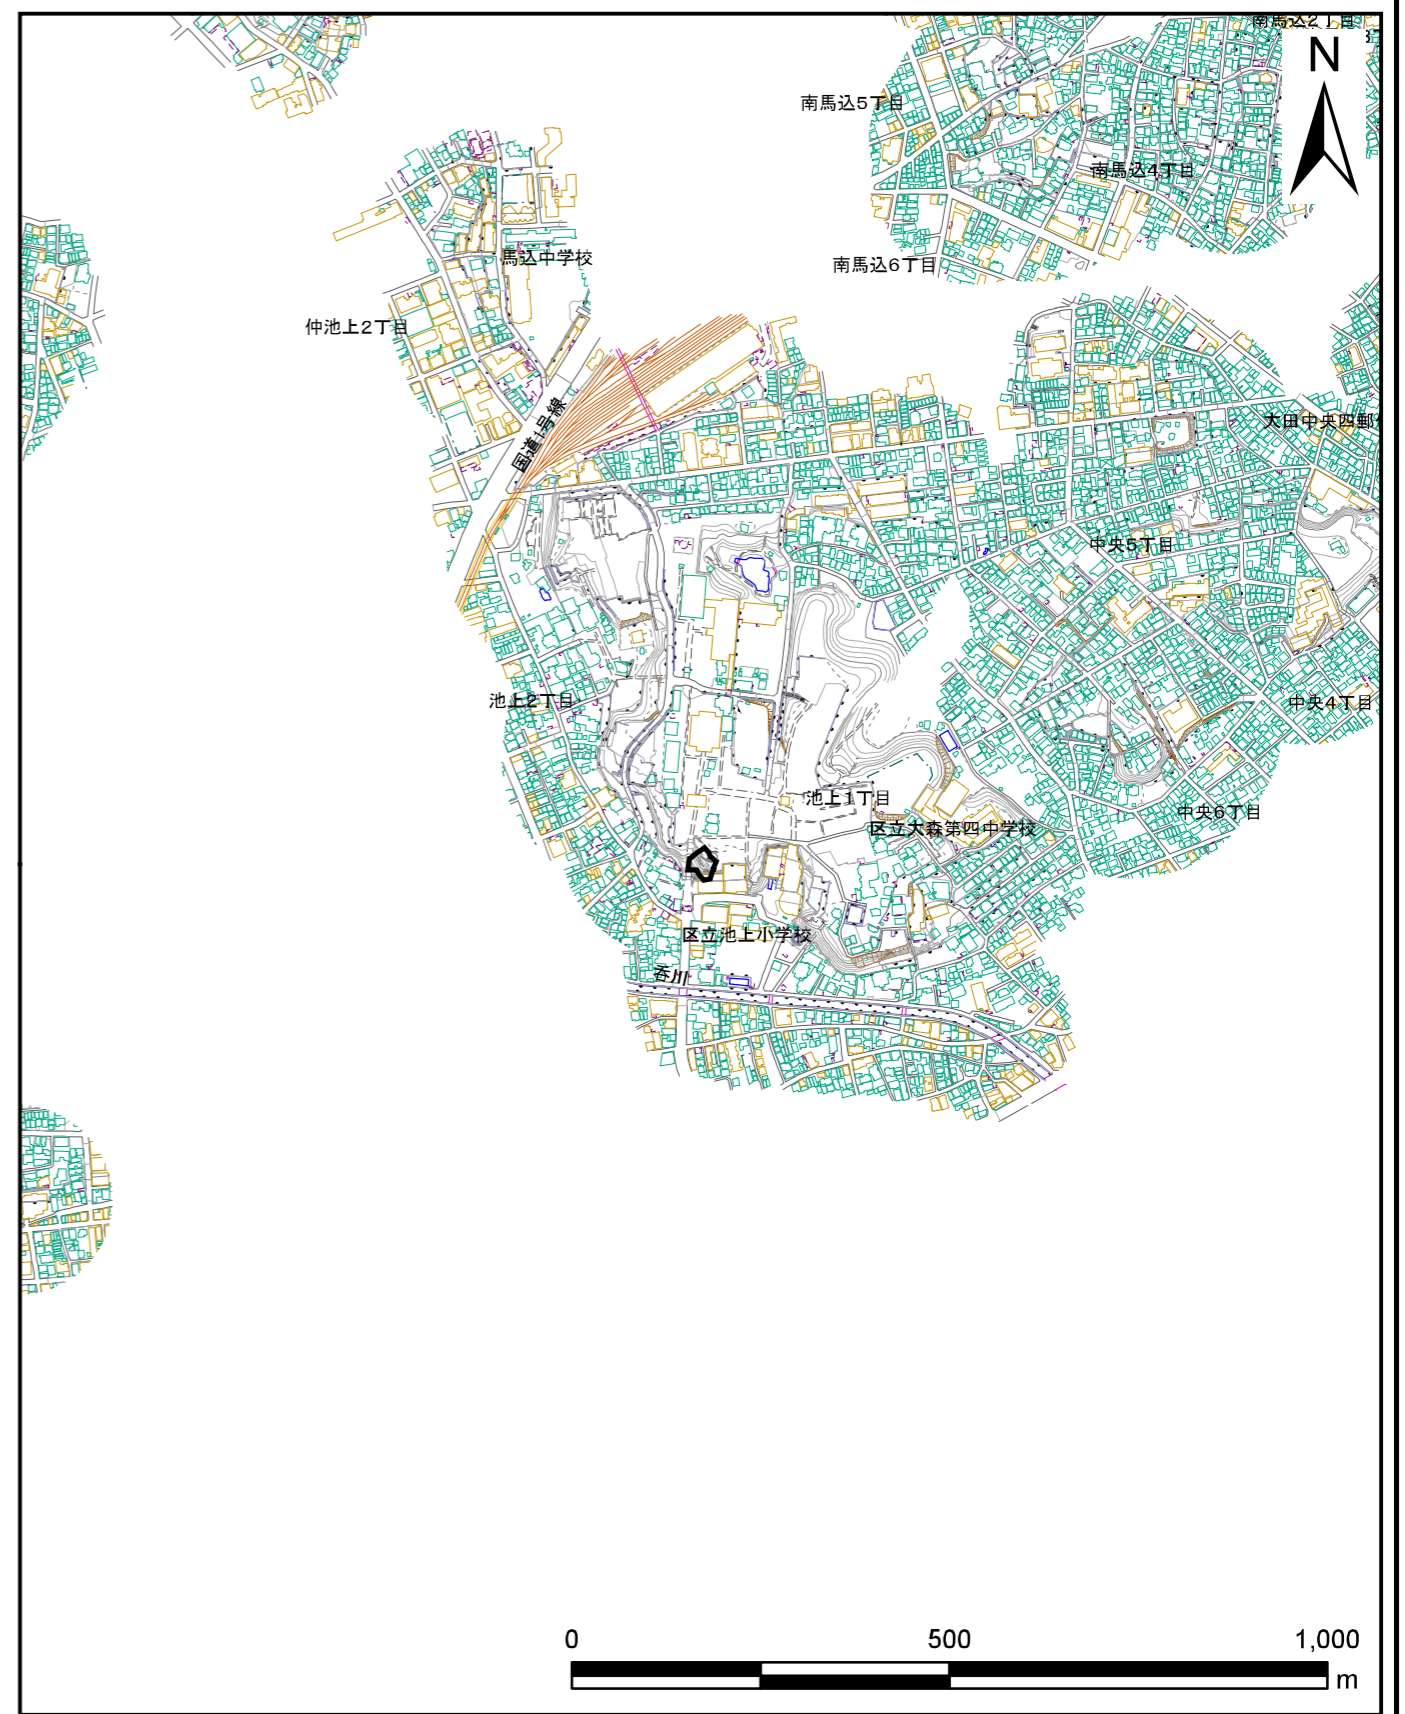 南馬込2丁目
N
南馬込5丁目
南馬込4丁目
馬込中学校
南馬込6丁目
仲池上2丁目
国道1号線
大田中央四郵
中央5丁目
池上2丁目
中央4丁目
池上1丁目
中央6丁目
区立大森第四中学校
区立池上小学校
呑川
0 500 1,000
m